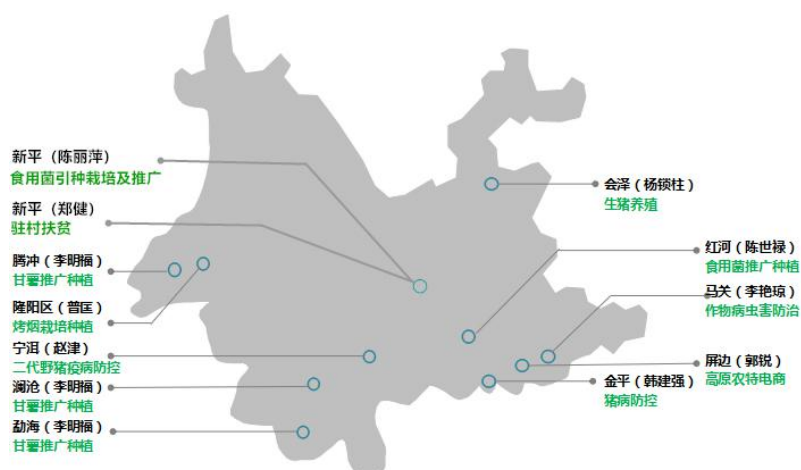 新平（陈丽萍）
食用菌引种栽培及推广
新平（郑健）
驻村扶贫
腾冲（李明福）
甘薯推广种植
隆阳区（普匡）
烤烟栽培种植
宁洱（赵津）
二代野猪疫病防控
澜沧（李明福）
甘薯推广种植
勐海（李明福）
甘薯推广种植
会泽（杨锁柱）
生猪养殖
红河（陈世禄）
食用菌推广种植
马关（李艳琼）
作物病虫害防治
屏边（郭锐）
高原农特电商
金平（韩建强）
猪病防控